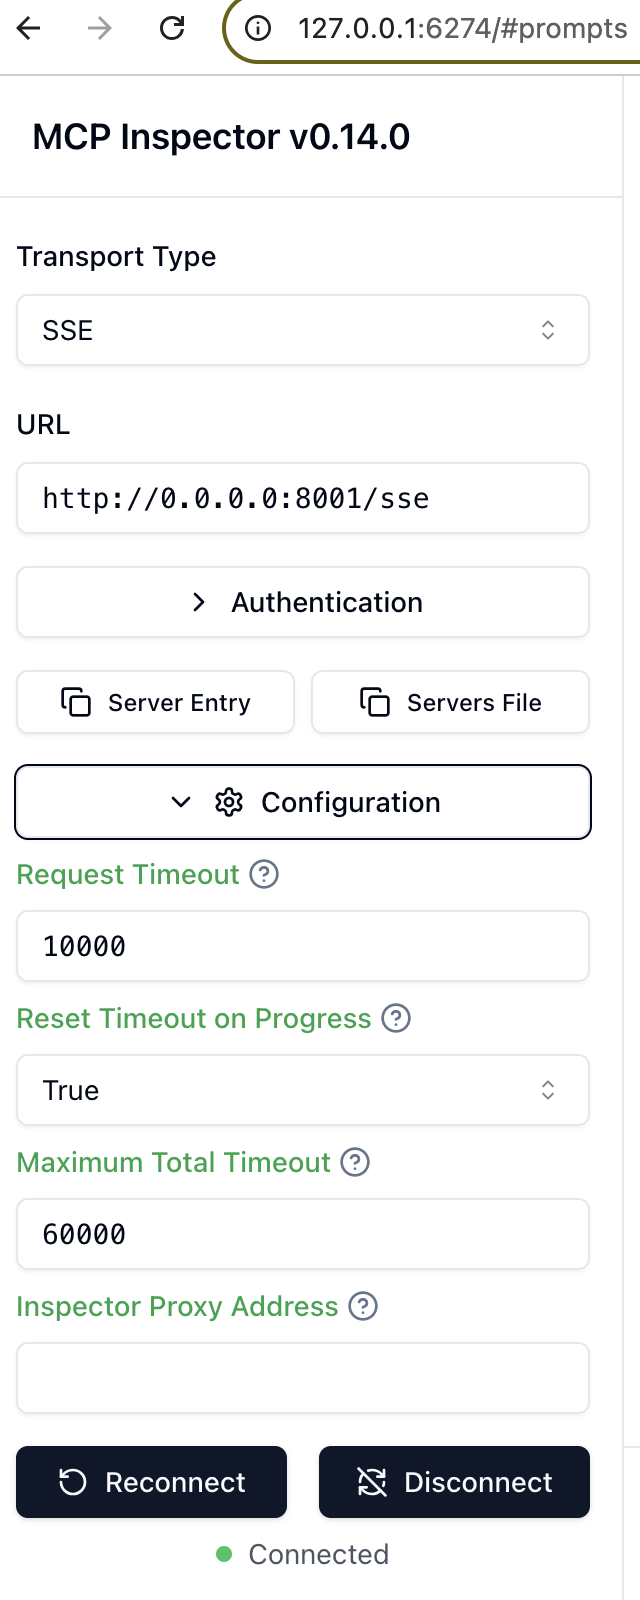 127.0.0.1:6274/#prompts
MCP Inspector v0.14.0
Transport Type
SSE
URL
http://0.0.0.0:8001/sse
Authentication
Server Entry
Servers File
Configuration
Request Timeout
10000
Reset Timeout on Progress
True
Maximum Total Timeout
60000
Inspector Proxy Address
Reconnect
Disconnect
Connected